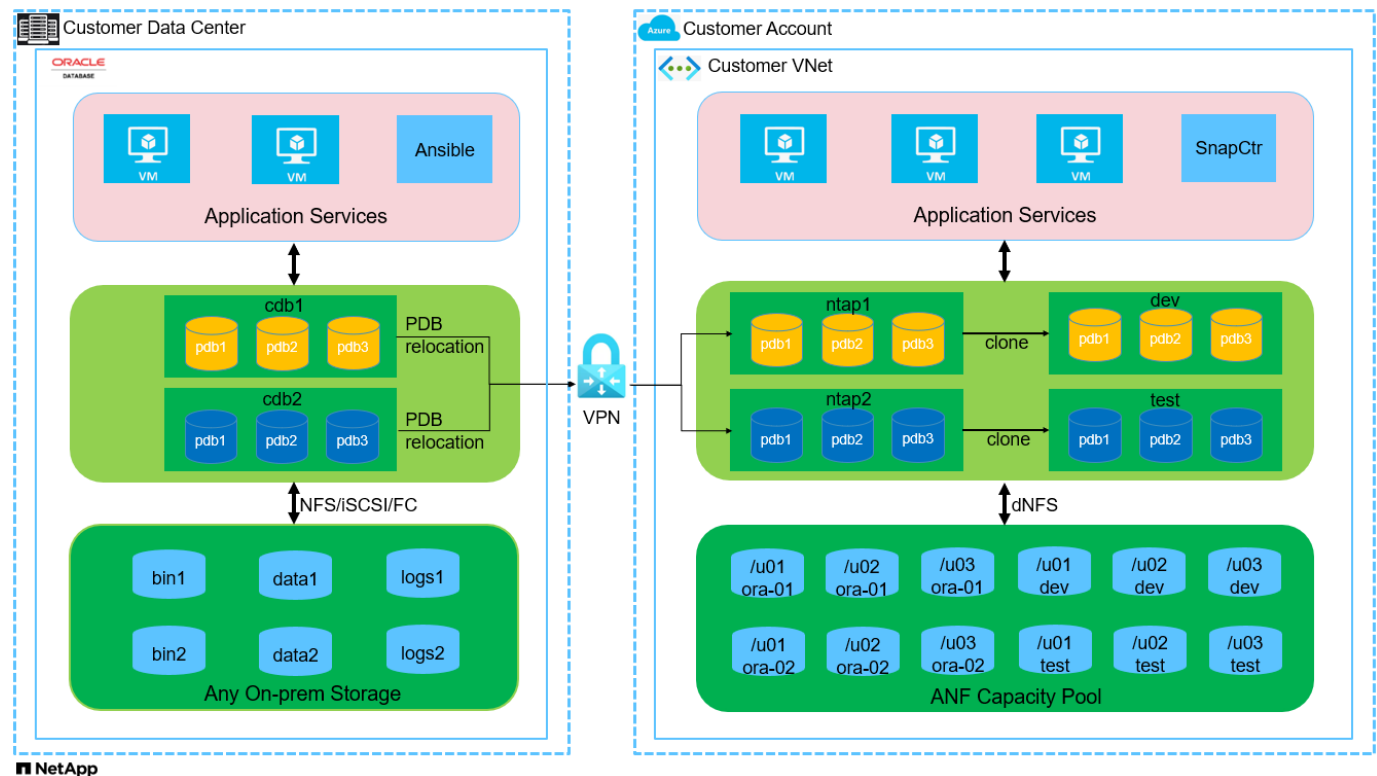 Customer Data Center
ORACLE
DATABASE
VM
VM
Ansible
Application Services
cdb1
pdb1
pdb2
pdb3
PDB
relocation
cdb2
pdb1
pdb2
pdb3
PDB
relocation
NFS/iSCSI/FC
bin1
data1
logs1
bin2
data2
logs2
Any On-prem Storage
VPN
Azure
Customer Account
Customer VNet
VM
VM
VM
SnapCtr
Application Services
ntap1
pdb1
pdb2
pdb3
clone
dev
pdb1
pdb2
pdb3
ntap2
pdb1
pdb2
pdb3
clone
test
pdb1
pdb2
pdb3
dNFS
/u01
ora-01
/u02
ora-01
/u03
ora-01
/u01
dev
/u02
dev
/u03
dev
/u01
ora-02
/u02
ora-02
/u03
ora-02
/u01
test
/u02
test
/u03
test
ANF Capacity Pool
NetApp